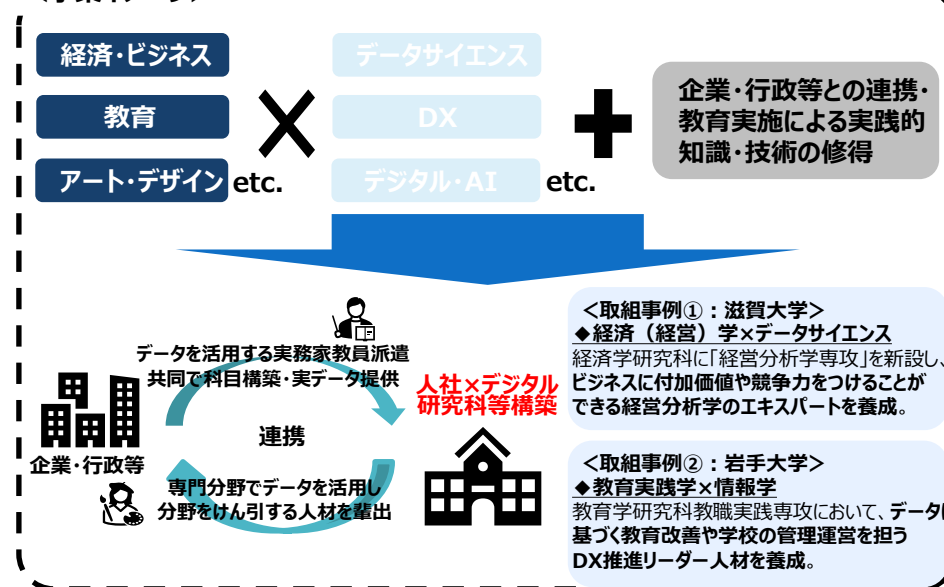 経済・ビジネス
教育
アート・デザイン etc.
データサイエンス
DX
デジタル・AI etc.
企業・行政等との連携・
教育実施による実践的
知識・技術の修得
データを活用する実務家教員派遣
共同で科目構築・実データ提供
人社×デジタル
研究科等構築
連携
企業・行政等
専門分野でデータを活用し
分野をけん引する人材を輩出
<取組事例①:滋賀大学>
◆経済(経営)学×データサイエンス
経済学研究科に「経営分析学専攻」を新設し、
ビジネスに付加価値や競争力をつけることが
できる経営分析学のエキスパートを養成。
<取組事例②:岩手大学>
◆教育実践学×情報学
教育学研究科教職実践専攻において、データに
基づく教育改善や学校の管理運営を担う
DX推進リーダー人材を養成。